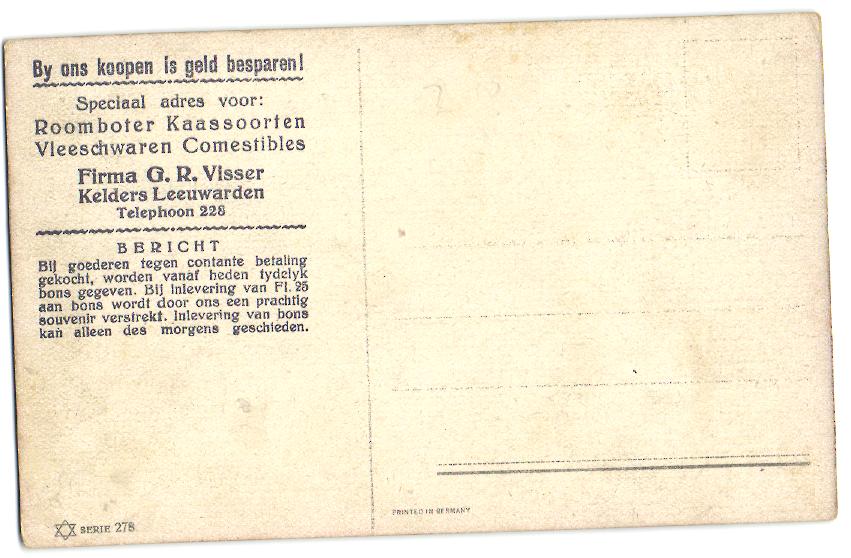 By ons koopen is geld besparen!
Speciaal adres voor:
Roomboter Kaassoorten
Vleeschwaren Comestibles
Firma G. R. Visser
Kelders Leeuwarden
Telephoon 228
BERICHT
Bij goederen tegen contante betaling
gekocht, worden vanaf heden tydelyk
bons gegeven. Bij inlevering van Fl. 25
aan bons wordt door ons een prachtig
souvenir verstrekt. Inlevering van bons
kan alleen des morgens geschieden.
SERIE 278
PRINTED IN GERMANY